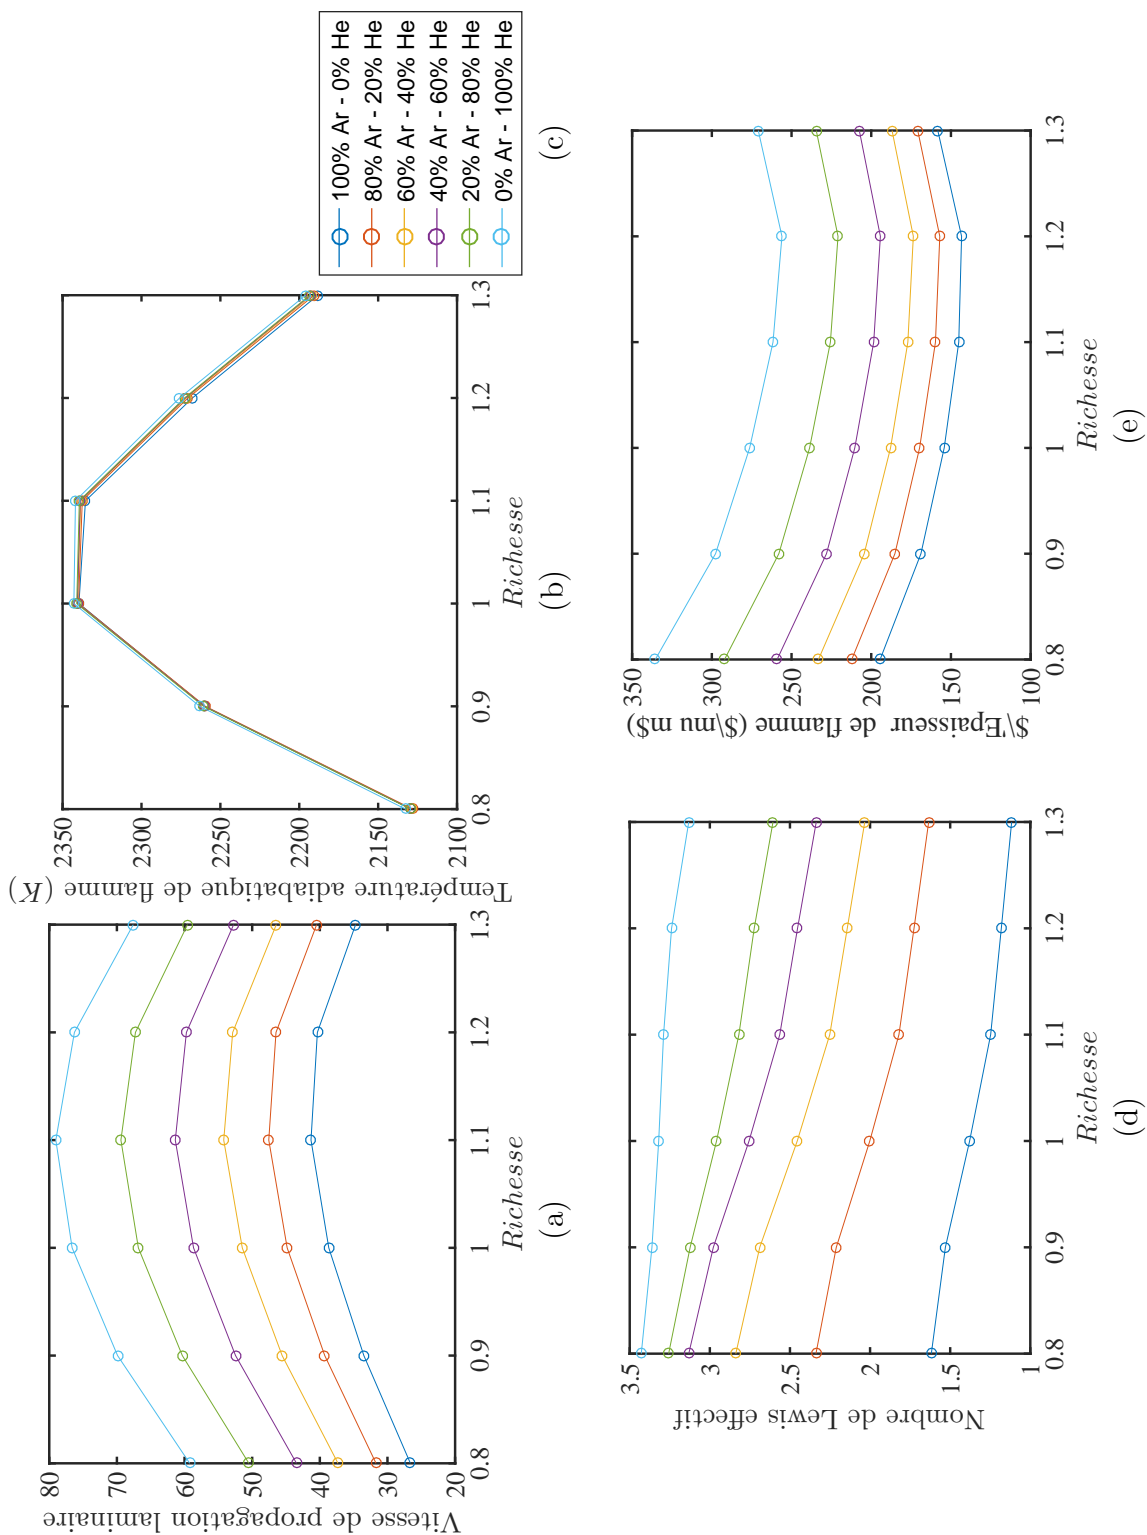 80
70
60
50
40
30
20
0.8
0.9
1
1.1
1.2
1.3
Vitesse de propagation laminaire
Richesse
(a)
2350
2300
2250
2200
2150
2100
0.8
0.9
1
1.1
1.2
1.3
Température adiabatique de flamme (K)
Richesse
(b)
100% Ar - 0% He
80% Ar - 20% He
60% Ar - 40% He
40% Ar - 60% He
20% Ar - 80% He
0% Ar - 100% He
(c)
3.5
3
2.5
2
1.5
1
0.8
0.9
1
1.1
1.2
1.3
Nombre de Lewis effectif
Richesse
(d)
350
300
250
200
150
100
0.8
0.9
1
1.1
1.2
1.3
$\'Epaisseur de flamme ($\mu m$)
Richesse
(e)